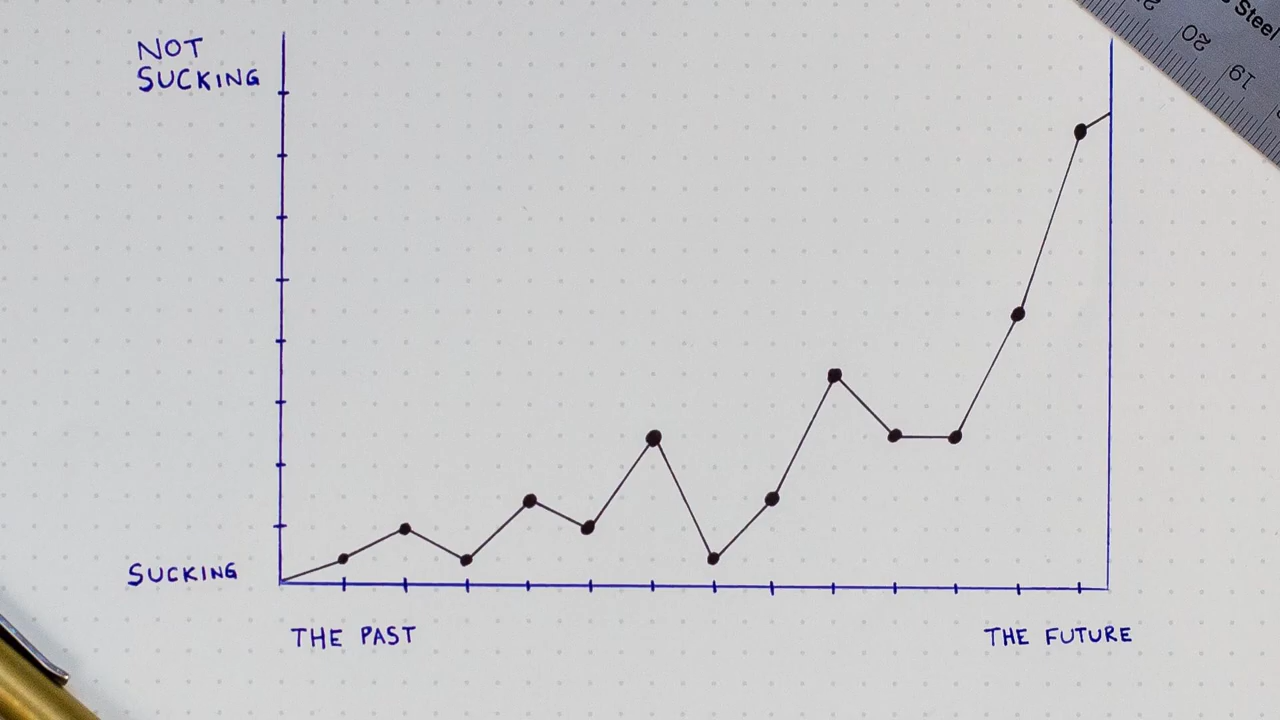 NOT
SUCKING
SUCKING
THE PAST
THE FUTURE
Steel
20
19